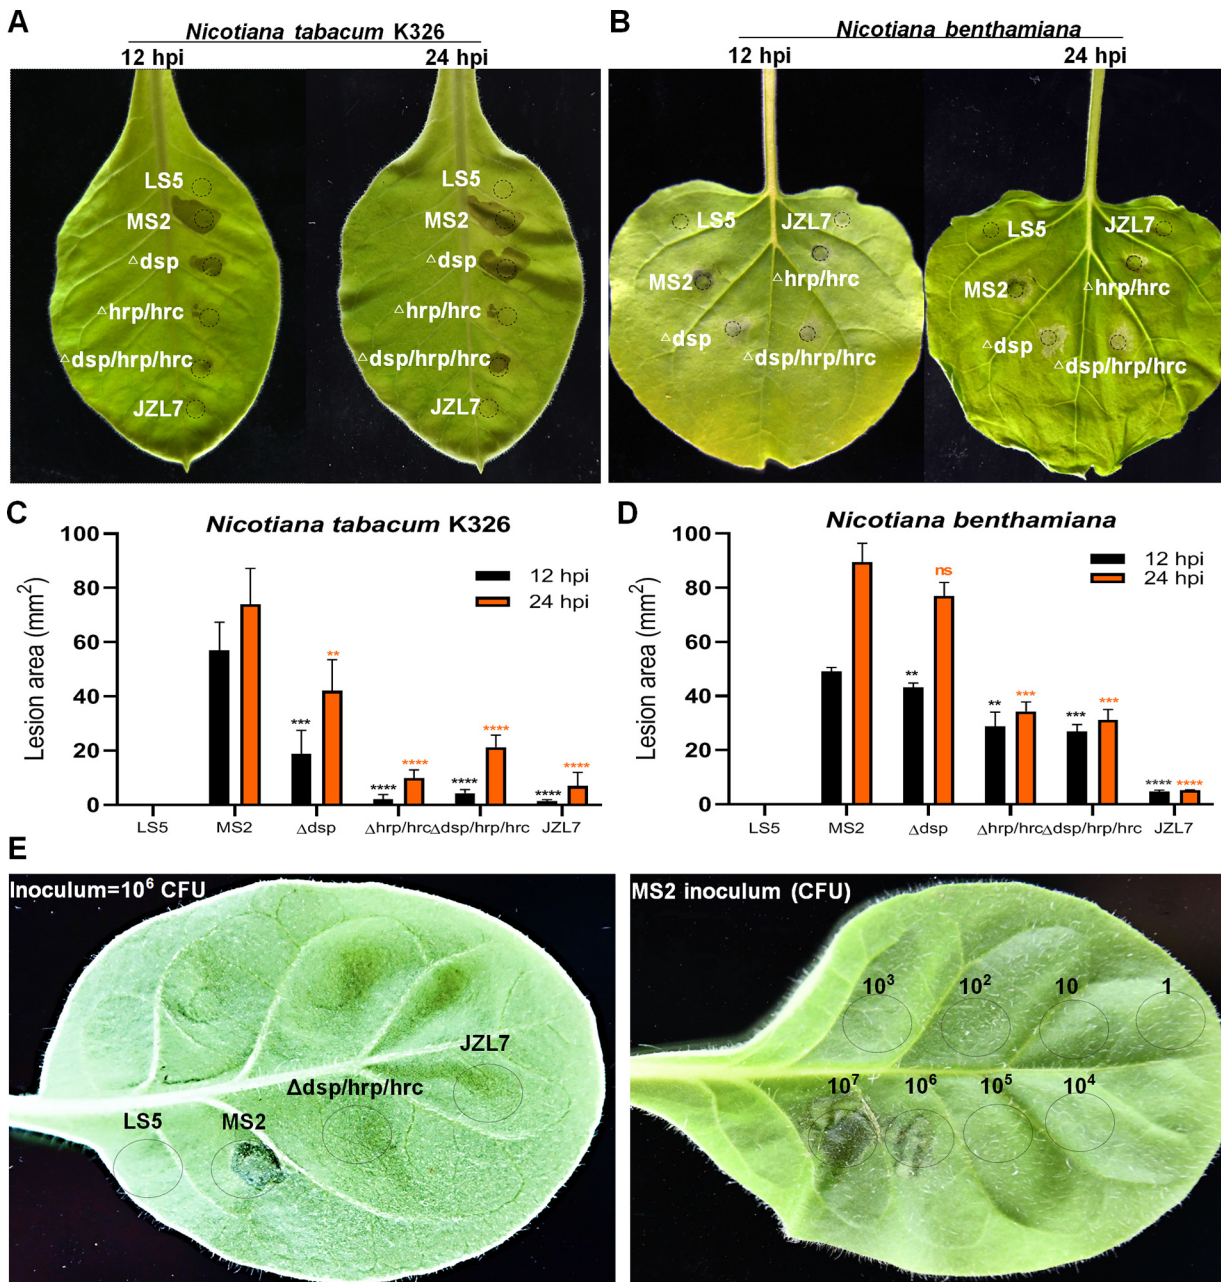 A
Nicotiana tabacum K326
12 hpi
24 hpi
LS5
MS2
△dsp
△hrp/hrc
△dsp/hrp/hrc
JZL7
LS5
MS2
△dsp
△hrp/hrc
△dsp/hrp/hrc
JZL7
B
Nicotiana benthamiana
12 hpi
24 hpi
LS5
JZL7
△hrp/hrc
MS2
△dsp
△dsp/hrp/hrc
LS5
JZL7
△hrp/hrc
MS2
△dsp
△dsp/hrp/hrc
C
Nicotiana tabacum K326
Lesion area (mm²)
100
80
60
40
20
0
12 hpi
24 hpi
***
**
****
****
****
****
****
****
LS5
MS2
Δdsp
Δhrp/hrc
Δdsp/hrp/hrc
JZL7
D
Nicotiana benthamiana
Lesion area (mm²)
100
80
60
40
20
0
12 hpi
24 hpi
**
ns
**
***
***
***
****
****
LS5
MS2
Δdsp
Δhrp/hrc
Δdsp/hrp/hrc
JZL7
E
Inoculum=10⁶ CFU
JZL7
Δdsp/hrp/hrc
LS5
MS2
MS2 inoculum (CFU)
10³
10²
10
1
10⁷
10⁶
10⁵
10⁴